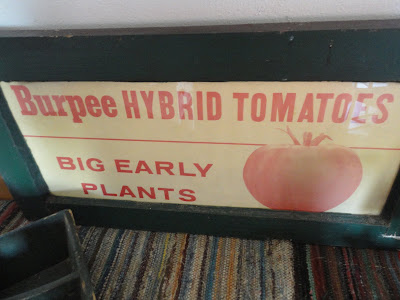 Burpee HYBRID TOMATOES
BIG EARLY
PLANTS